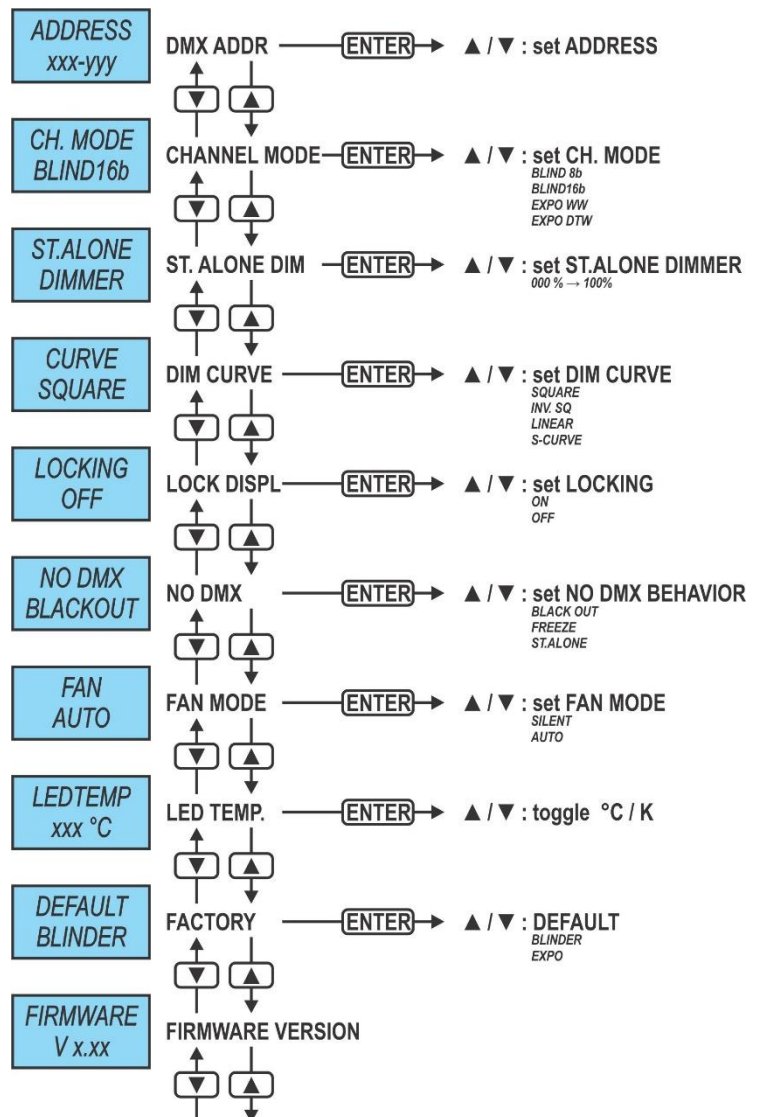 ADDRESS
xxx-yyy
DMX ADDR ENTER ▲ / ▼ : set ADDRESS
▼ ▲
CH. MODE
BLIND16b
CHANNEL MODE ENTER ▲ / ▼ : set CH. MODE
BLIND 8b
BLIND16b
EXPO WW
EXPO DTW
▼ ▲
ST.ALONE
DIMMER
ST. ALONE DIM ENTER ▲ / ▼ : set ST.ALONE DIMMER
000 % → 100%
▼ ▲
CURVE
SQUARE
DIM CURVE ENTER ▲ / ▼ : set DIM CURVE
SQUARE
INV. SQ
LINEAR
S-CURVE
▼ ▲
LOCKING
OFF
LOCK DISPL ENTER ▲ / ▼ : set LOCKING
ON
OFF
▼ ▲
NO DMX
BLACKOUT
NO DMX ENTER ▲ / ▼ : set NO DMX BEHAVIOR
BLACK OUT
FREEZE
ST.ALONE
▼ ▲
FAN
AUTO
FAN MODE ENTER ▲ / ▼ : set FAN MODE
SILENT
AUTO
▼ ▲
LEDTEMP
xxx °C
LED TEMP. ENTER ▲ / ▼ : toggle °C / K
▼ ▲
DEFAULT
BLINDER
FACTORY ENTER ▲ / ▼ : DEFAULT
BLINDER
EXPO
▼ ▲
FIRMWARE
V x.xx
FIRMWARE VERSION
▼ ▲